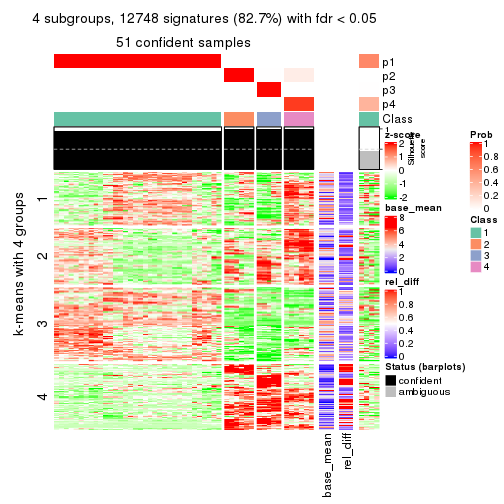 4 subgroups, 12748 signatures (82.7%) with fdr < 0.05
51 confident samples
p1
p2
p3
p4
Class
1
Silhouette
score
z-score
2
1
0
-1
-2
base_mean
8
6
4
2
0
rel_diff
1
0.8
0.6
0.4
0.2
0
Status (barplots)
confident
ambiguous
Prob
1
0.8
0.6
0.4
0.2
0
Class
1
2
3
4
k-means with 4 groups
1
2
3
4
base_mean
rel_diff